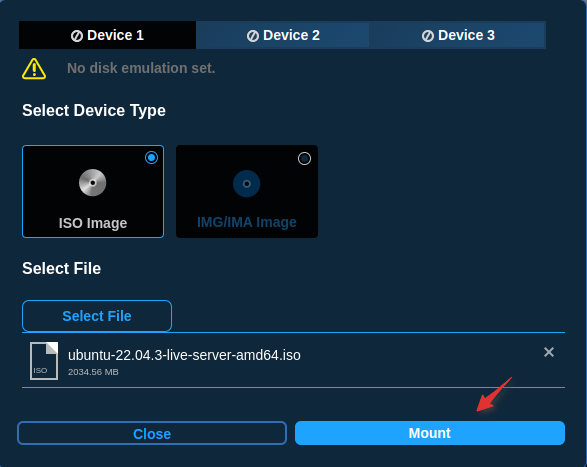 Device 1 Device 2 Device 3
No disk emulation set.
Select Device Type
ISO Image IMG/IMA Image
Select File
Select File
ubuntu-22.04.3-live-server-amd64.iso
ISO 2034.56 MB
Close Mount